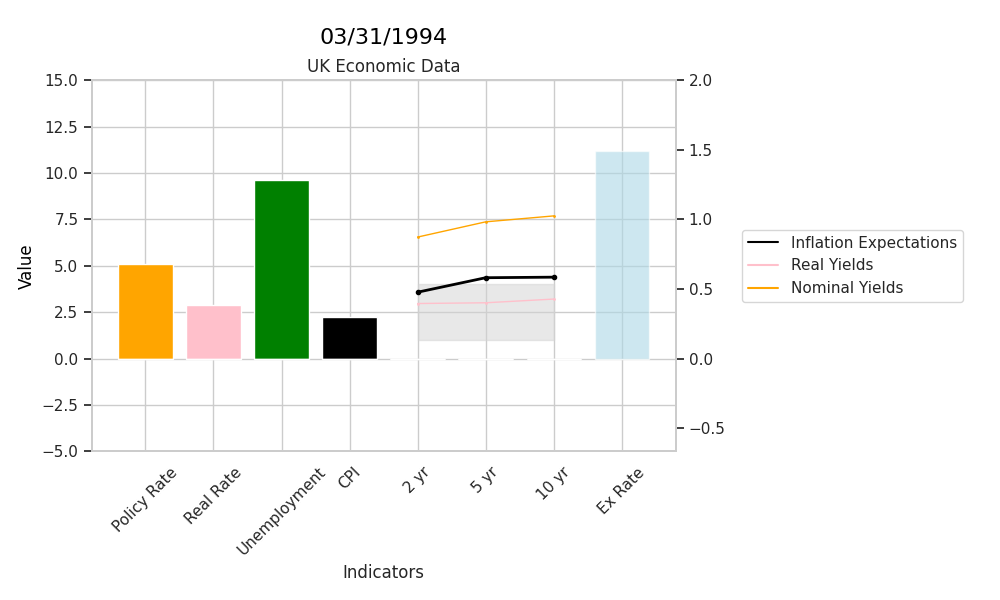 03/31/1994
UK Economic Data
Value
15.0
12.5
10.0
7.5
5.0
2.5
0.0
−2.5
−5.0
2.0
1.5
1.0
0.5
0.0
−0.5
Inflation Expectations
Real Yields
Nominal Yields
Policy Rate
Real Rate
Unemployment
CPI
2 yr
5 yr
10 yr
Ex Rate
Indicators